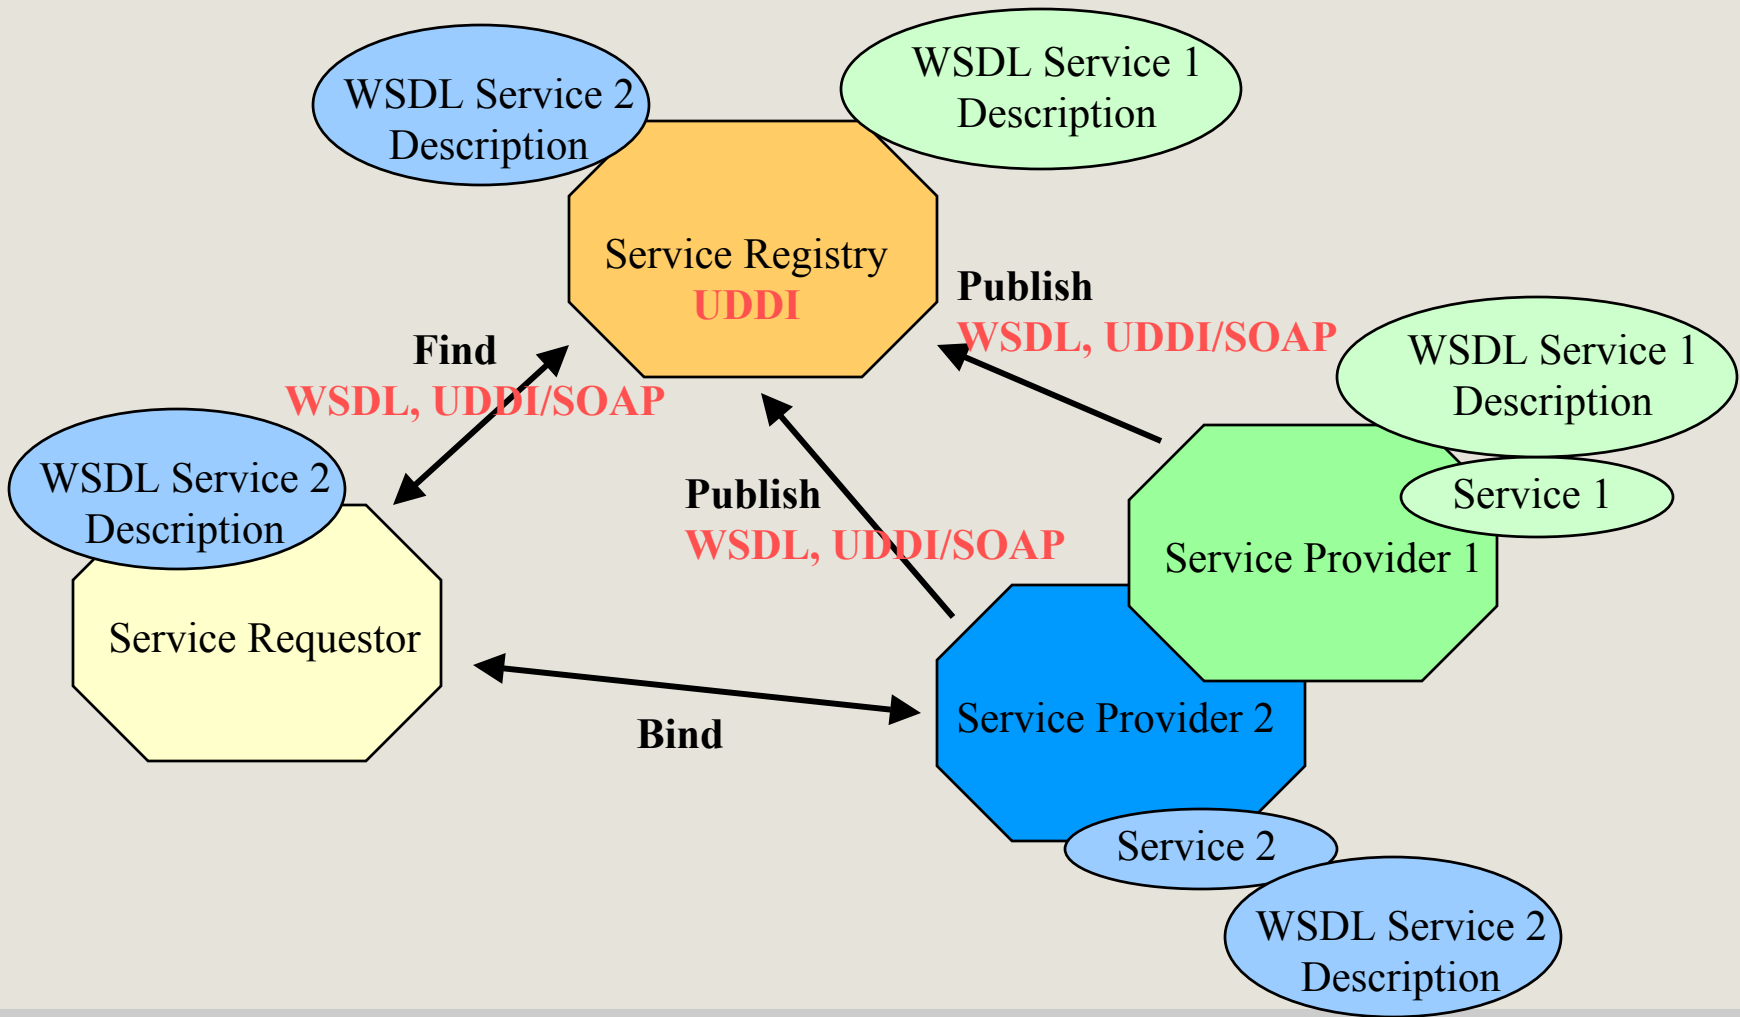 WSDL Service 2
Description
WSDL Service 1
Description
Service Registry
UDDI
Publish
WSDL, UDDI/SOAP
Find
WSDL, UDDI/SOAP
WSDL Service 1
Description
Service 1
Service Provider 1
WSDL Service 2
Description
Service Requestor
Publish
WSDL, UDDI/SOAP
Bind
Service Provider 2
Service 2
WSDL Service 2
Description